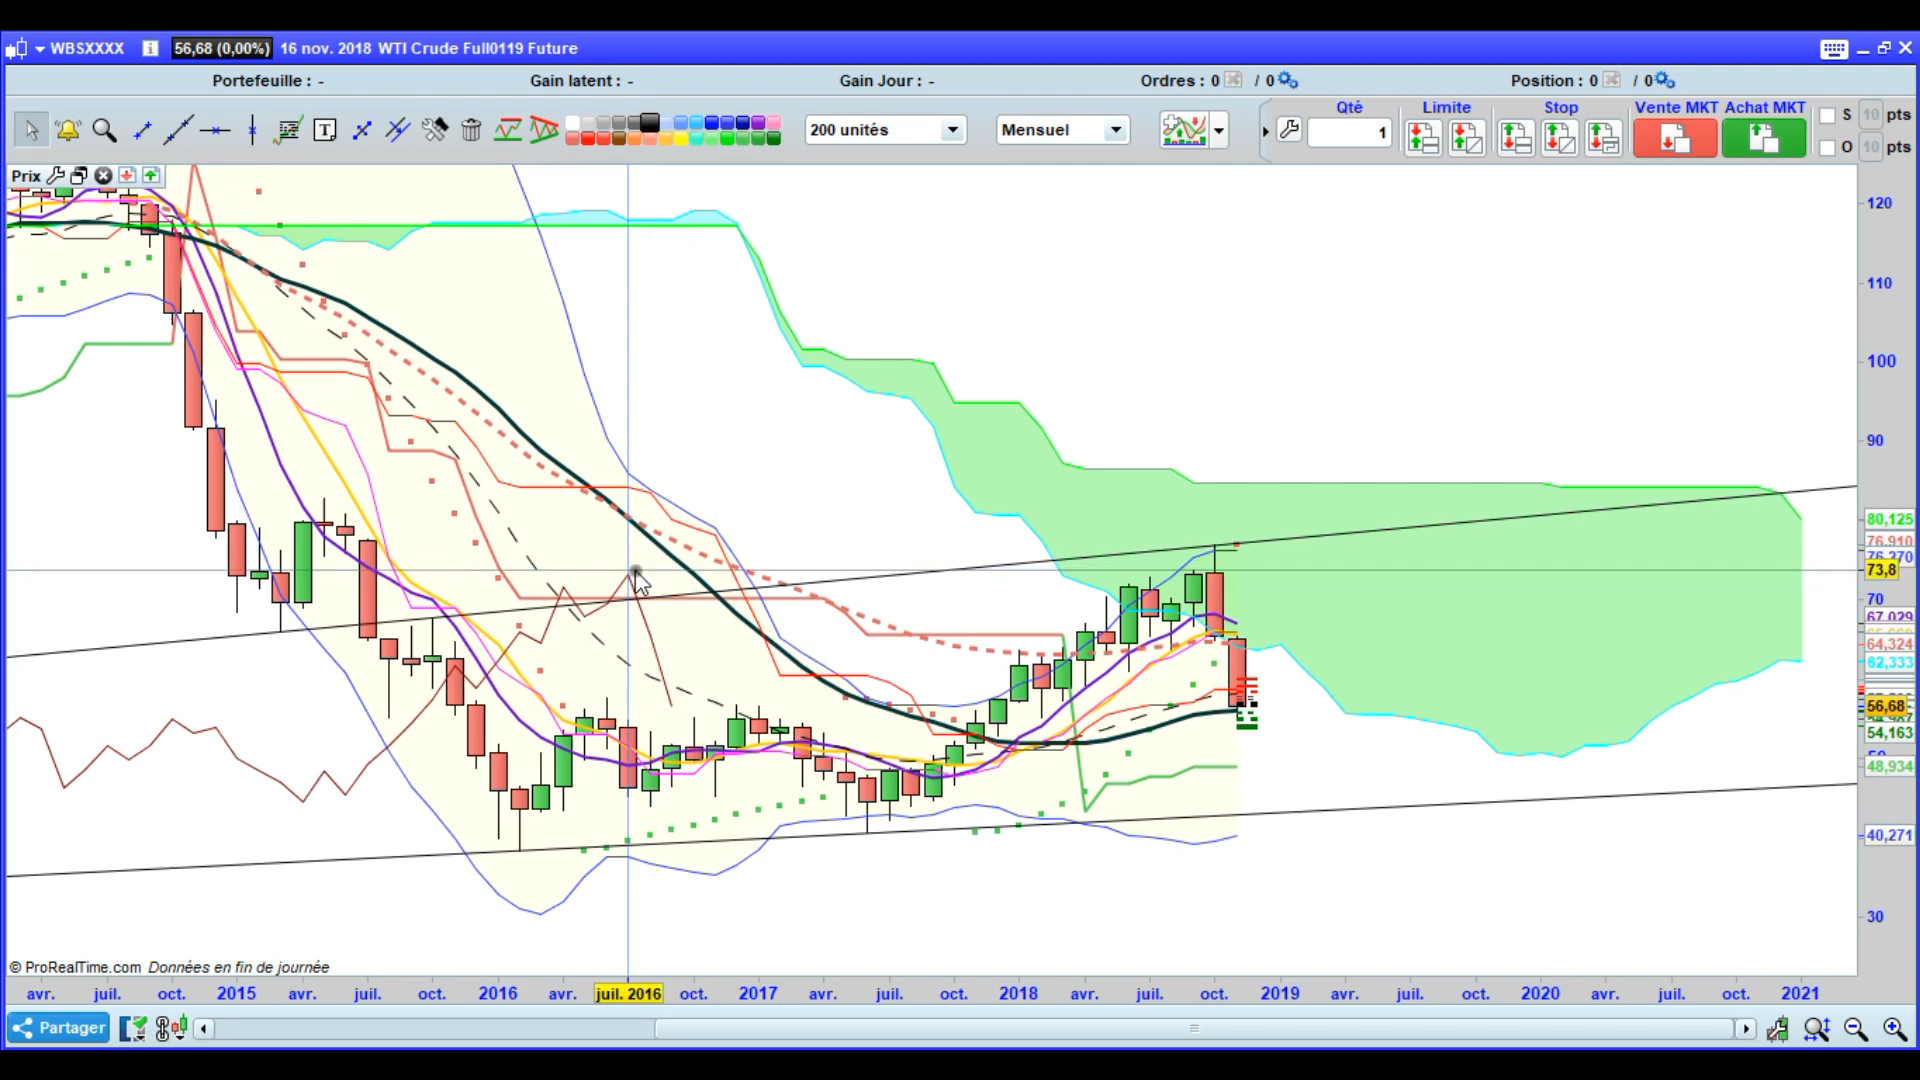 WBSXXXX 56,68 (0,00%) 16 nov. 2018 WTI Crude Full0119 Future
Portefeuille : - Gain latent : - Gain Jour : - Ordres : 0 / 0 Position : 0 / 0
Qté Limite Stop Vente MKT Achat MKT S 10 pts
200 unités Mensuel 1 O 10 pts
Prix
120
110
100
90
80,125
76,910
76,270
73,8
70
67,029
64,324
62,333
56,68
54,163
48,934
40,271
30
© ProRealTime.com Données en fin de journée
avr. juil. oct. 2015 avr. juil. oct. 2016 avr. juil. 2016 oct. 2017 avr. juil. oct. 2018 avr. juil. oct. 2019 avr. juil. oct. 2020 avr. juil. oct. 2021
Partager